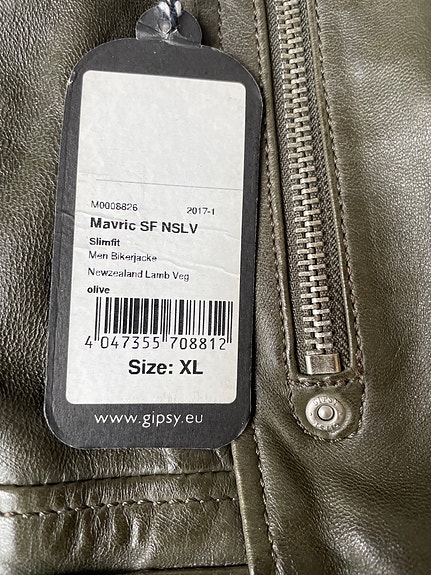 M0008826 2017-1
Mavric SF NSLV
Slimfit
Men Bikerjacke
Newzealand Lamb Veg
olive
4 047355 708812
Size: XL
www.gipsy.eu
GIPSY